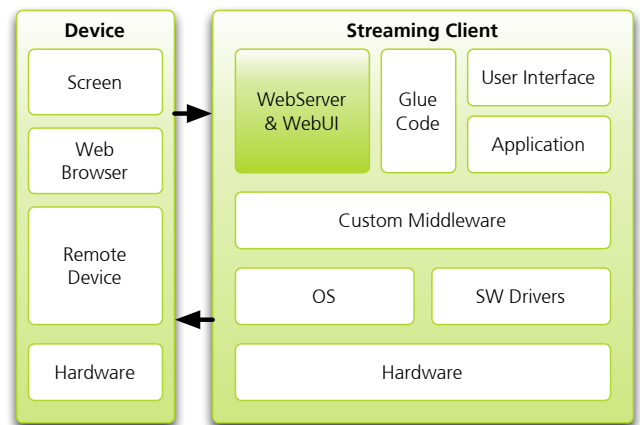 Device
Screen
Web
Browser
Remote
Device
Hardware
Streaming Client
WebServer
& WebUI
Glue
Code
User Interface
Application
Custom Middleware
OS
SW Drivers
Hardware